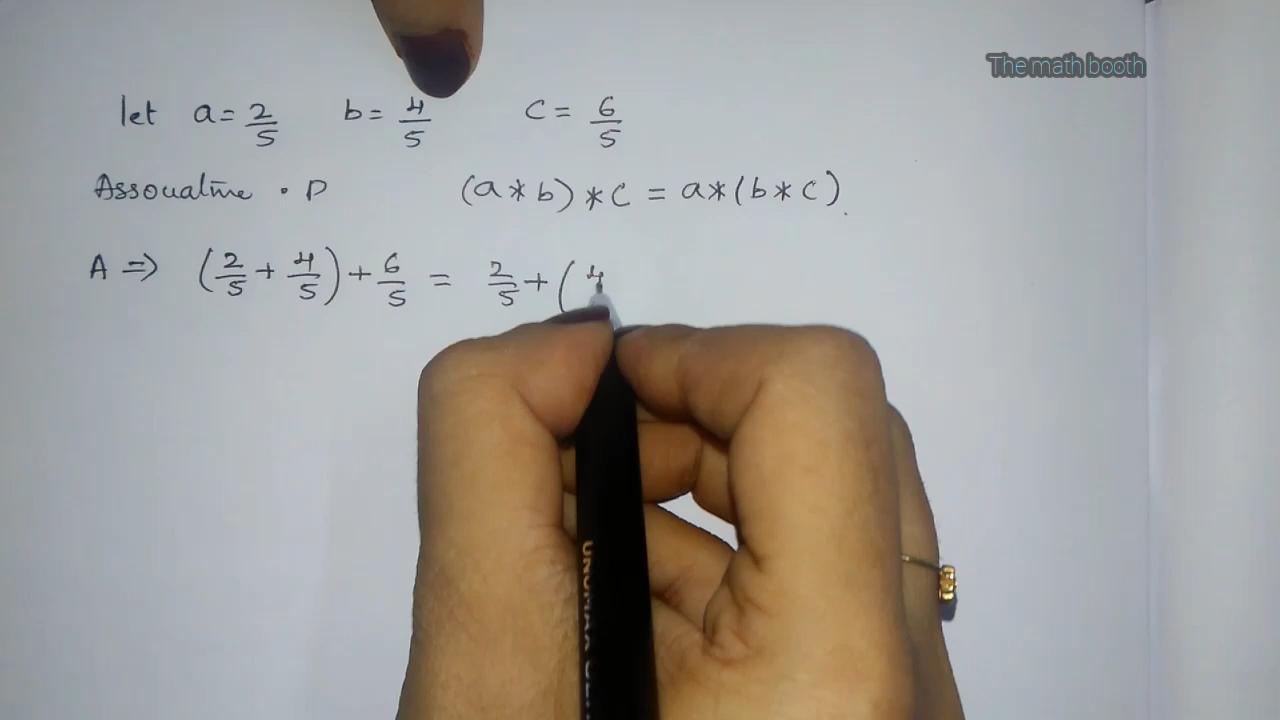 The math booth
let a = 2/5 b = 4/5 C = 6/5
Associative . P (a * b) * C = a * (b * c).
A => (2/5 + 4/5) + 6/5 = 2/5 + (4